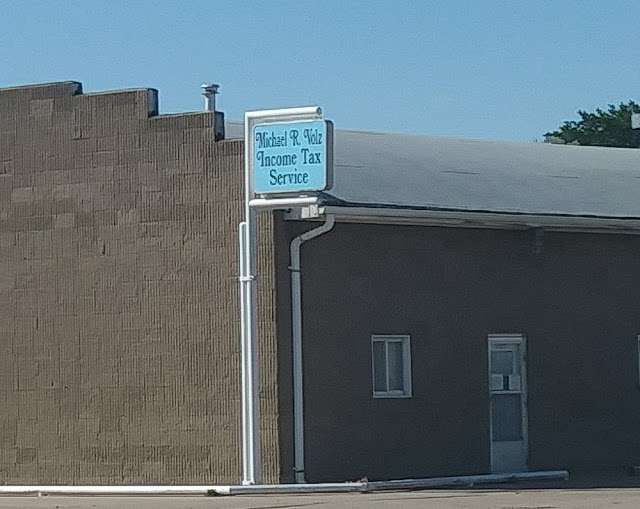 Michael R. Volz
Income Tax
Service